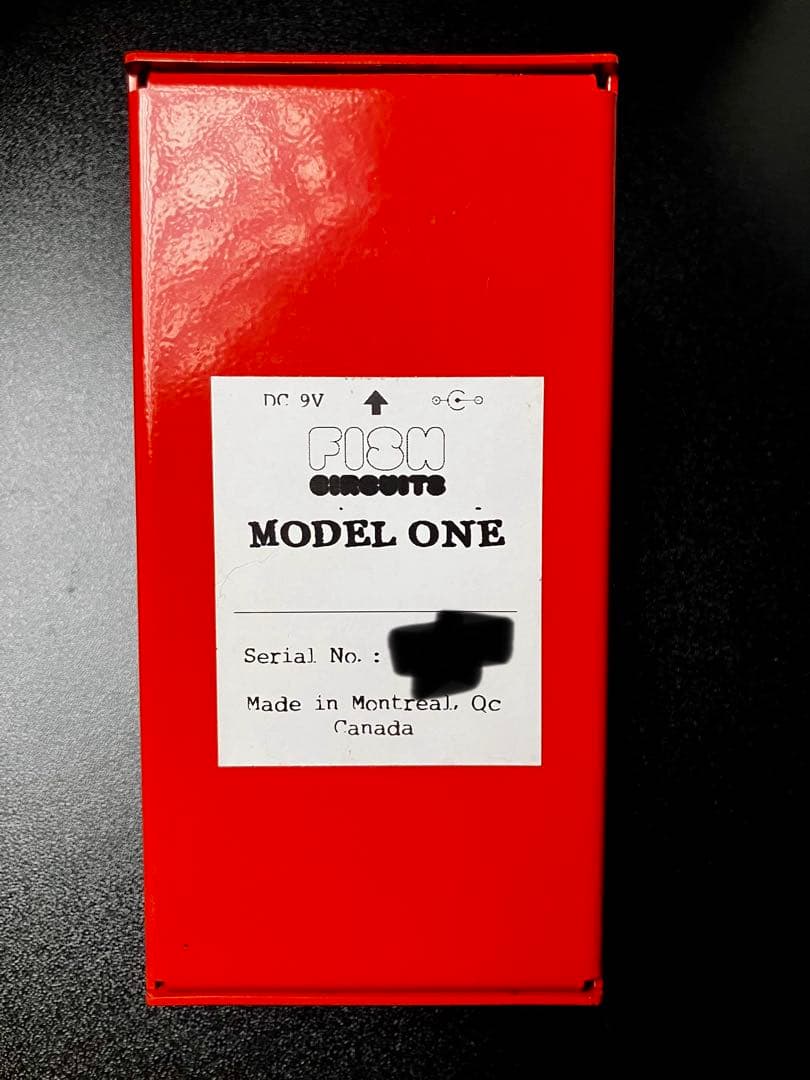 DC 9V
FISH
CIRCUITS
MODEL ONE
Serial No. :
Made in Montreal, Qc
Canada